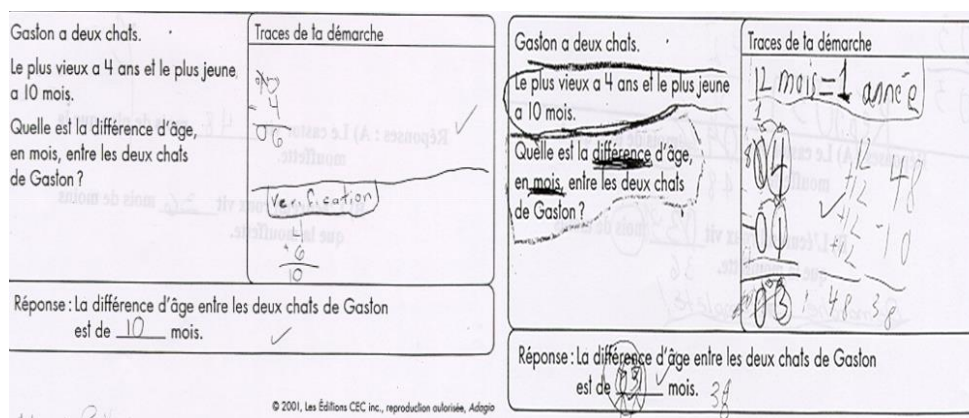 Gaston a deux chats.
Le plus vieux a 4 ans et le plus jeune
a 10 mois.
Quelle est la différence d'âge,
en mois, entre les deux chats
de Gaston ?
Traces de ta démarche
10
- 4
06
vérification
4
+6
10
Réponse : La différence d'âge entre les deux chats de Gaston
est de 10 mois.
© 2001, Les Éditions CEC inc., reproduction autorisée, Adagio
Gaston a deux chats.
Le plus vieux a 4 ans et le plus jeune
a 10 mois.
Quelle est la différence d'âge,
en mois, entre les deux chats
de Gaston ?
Traces de ta démarche
12 mois = 1 année
04
- 01
03
12
+12
+12
+12
48
48
- 10
38
Réponse : La différence d'âge entre les deux chats de Gaston
est de 03 mois. 38